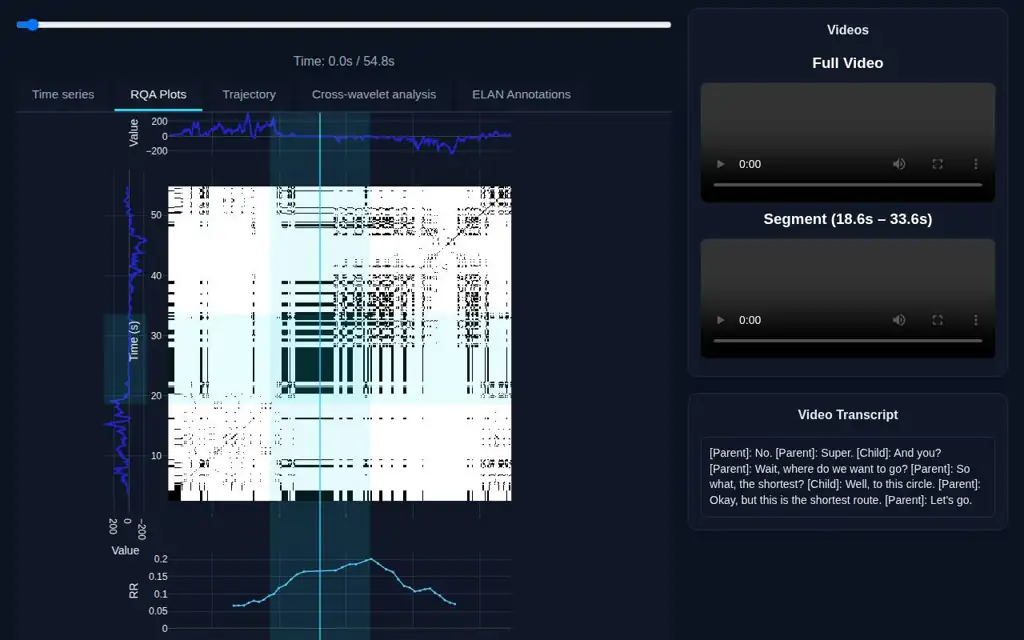 Time: 0.0s / 54.8s
Time series
RQA Plots
Trajectory
Cross-wavelet analysis
ELAN Annotations
Value
200
0
−200
50
40
30
20
10
Time (s)
200
0
−200
Value
RR
0.2
0.15
0.1
0.05
0
Videos
Full Video
0:00
Segment (18.6s – 33.6s)
0:00
Video Transcript
[Parent]: No. [Parent]: Super. [Child]: And you?
[Parent]: Wait, where do we want to go? [Parent]: So
what, the shortest? [Child]: Well, to this circle. [Parent]:
Okay, but this is the shortest route. [Parent]: Let's go.